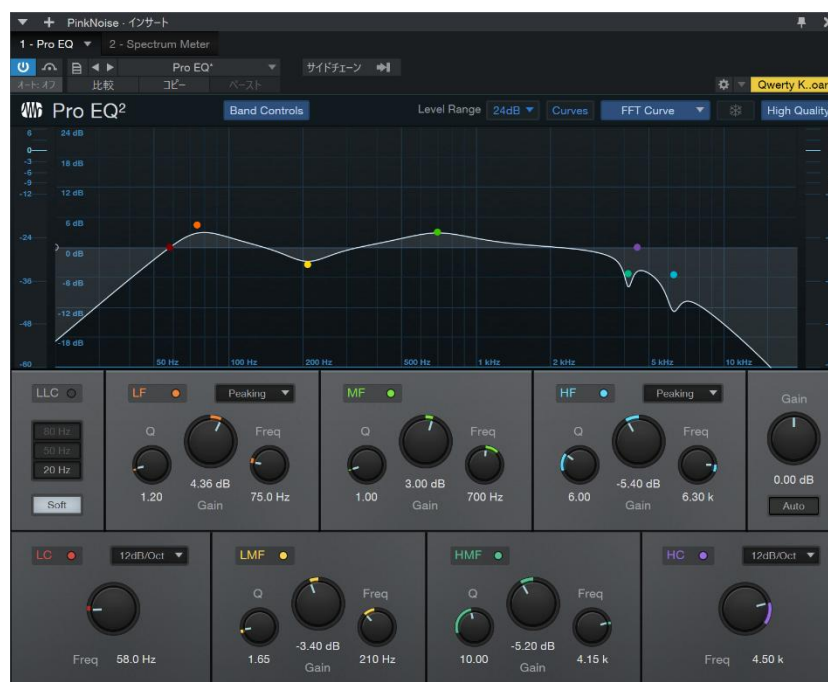 PinkNoise - インサート
1 - Pro EQ 2 - Spectrum Meter
Pro EQ* サイドチェーン
オート: オフ 比較 コピー ペースト Qwerty K..oar
Pro EQ² Band Controls Level Range 24dB Curves FFT Curve High Quality
6 24 dB
0
-3 18 dB
-6
-9
-12 12 dB
6 dB
-24
0 dB
-36 -6 dB
-12 dB
-48
-18 dB
-60 50 Hz 100 Hz 200 Hz 500 Hz 1 kHz 2 kHz 5 kHz 10 kHz
LLC LF Peaking MF HF Peaking Gain
80 Hz Q Freq Q Freq Q Freq
50 Hz
20 Hz 4.36 dB 3.00 dB -5.40 dB 0.00 dB
1.20 75.0 Hz 1.00 700 Hz 6.00 6.30 k
Soft Gain Gain Gain Auto
LC 12dB/Oct LMF HMF HC 12dB/Oct
Q Freq Q Freq
-3.40 dB -5.20 dB
Freq 58.0 Hz 1.65 210 Hz 10.00 4.15 k Freq 4.50 k
Gain Gain